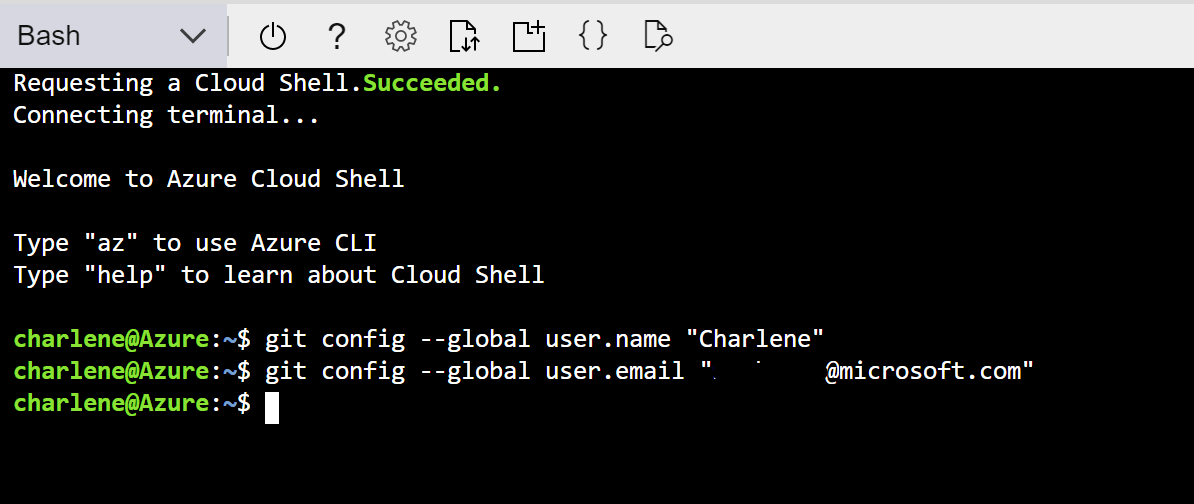 Bash
Requesting a Cloud Shell.Succeeded.
Connecting terminal...
Welcome to Azure Cloud Shell
Type "az" to use Azure CLI
Type "help" to learn about Cloud Shell
charlene@Azure:~$ git config --global user.name "Charlene"
charlene@Azure:~$ git config --global user.email " @microsoft.com"
charlene@Azure:~$